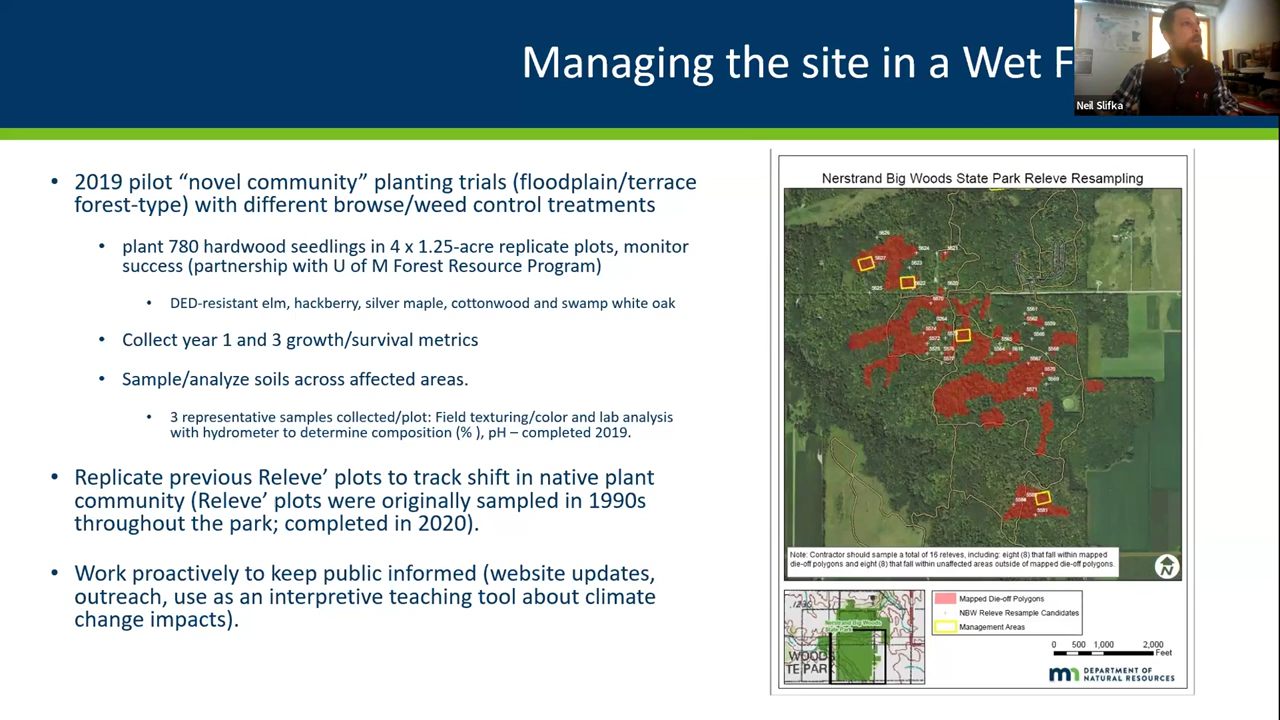 Managing the site in a Wet F
Neil Slifka
• 2019 pilot “novel community” planting trials (floodplain/terrace
forest-type) with different browse/weed control treatments
• plant 780 hardwood seedlings in 4 x 1.25-acre replicate plots, monitor
success (partnership with U of M Forest Resource Program)
• DED-resistant elm, hackberry, silver maple, cottonwood and swamp white oak
• Collect year 1 and 3 growth/survival metrics
• Sample/analyze soils across affected areas.
• 3 representative samples collected/plot: Field texturing/color and lab analysis
with hydrometer to determine composition (% ), pH – completed 2019.
• Replicate previous Releve’ plots to track shift in native plant
community (Releve’ plots were originally sampled in 1990s
throughout the park; completed in 2020).
• Work proactively to keep public informed (website updates,
outreach, use as an interpretive teaching tool about climate
change impacts).
Nerstrand Big Woods State Park Releve Resampling
Note: Contractor should sample a total of 16 releves, including: eight (8) that fall within mapped
die-off polygons and eight (8) that fall within unaffected areas outside of mapped die-off polygons.
N
Nerstrand Big Woods
State Park
WOODS
TE PAR
Mapped Die-off Polygons
NBW Releve Resample Candidates
Management Areas
0 500 1,000 2,000
Feet
DEPARTMENT OF
NATURAL RESOURCES